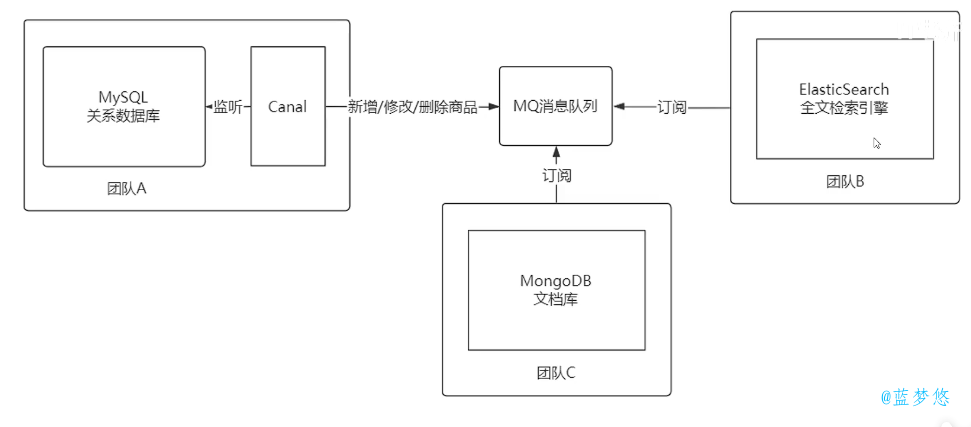 MySQL
关系数据库
监听
Canal
团队A
新增/修改/删除商品
MQ消息队列
订阅
ElasticSearch
全文检索引擎
团队B
订阅
MongoDB
文档库
团队C
@蓝梦悠